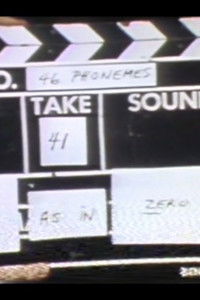 O. 46 PHONEMES
TAKE SOUN
41
AS IN ZERO